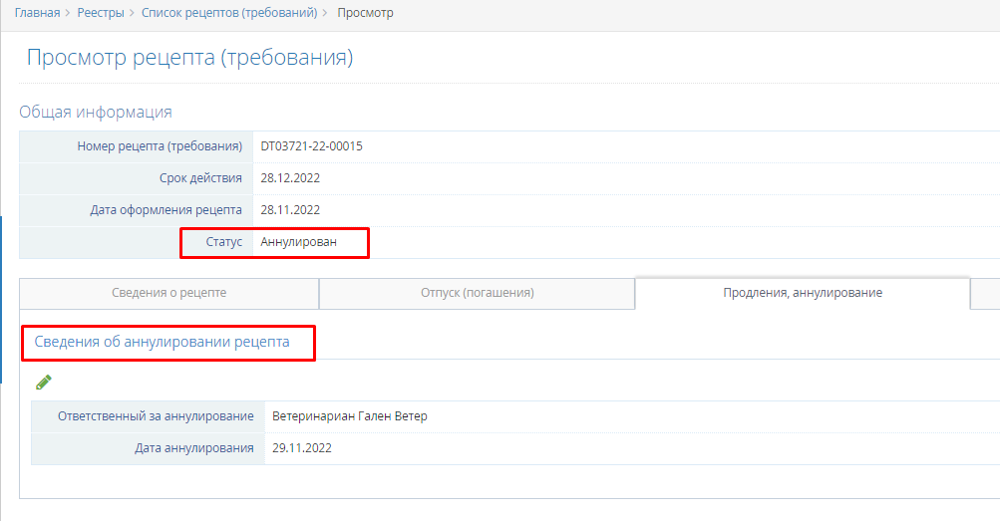 Главная > Реестры > Список рецептов (требований) > Просмотр
Просмотр рецепта (требования)
Общая информация
Номер рецепта (требования) DT03721-22-00015
Срок действия 28.12.2022
Дата оформления рецепта 28.11.2022
Статус Аннулирован
Сведения о рецепте Отпуск (погашения) Продления, аннулирование
Сведения об аннулировании рецепта
Ответственный за аннулирование Ветеринариан Гален Ветер
Дата аннулирования 29.11.2022